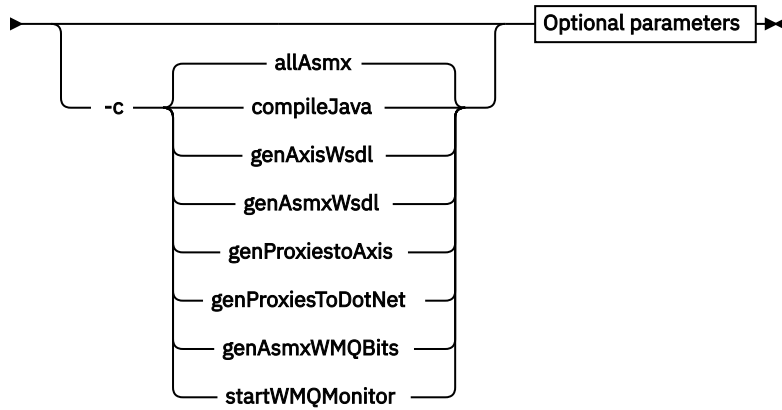 Optional parameters
allAsmx
-c compileJava
genAxisWsdl
genAsmxWsdl
genProxiestoAxis
genProxiesToDotNet
genAsmxWMQBits
startWMQMonitor